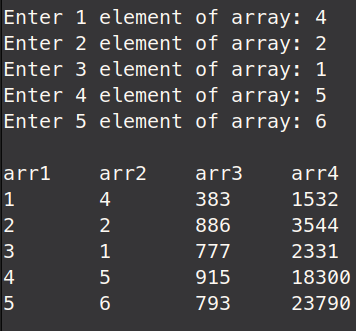 Enter 1 element of array: 4
Enter 2 element of array: 2
Enter 3 element of array: 1
Enter 4 element of array: 5
Enter 5 element of array: 6
arr1 arr2 arr3 arr4
1 4 383 1532
2 2 886 3544
3 1 777 2331
4 5 915 18300
5 6 793 23790